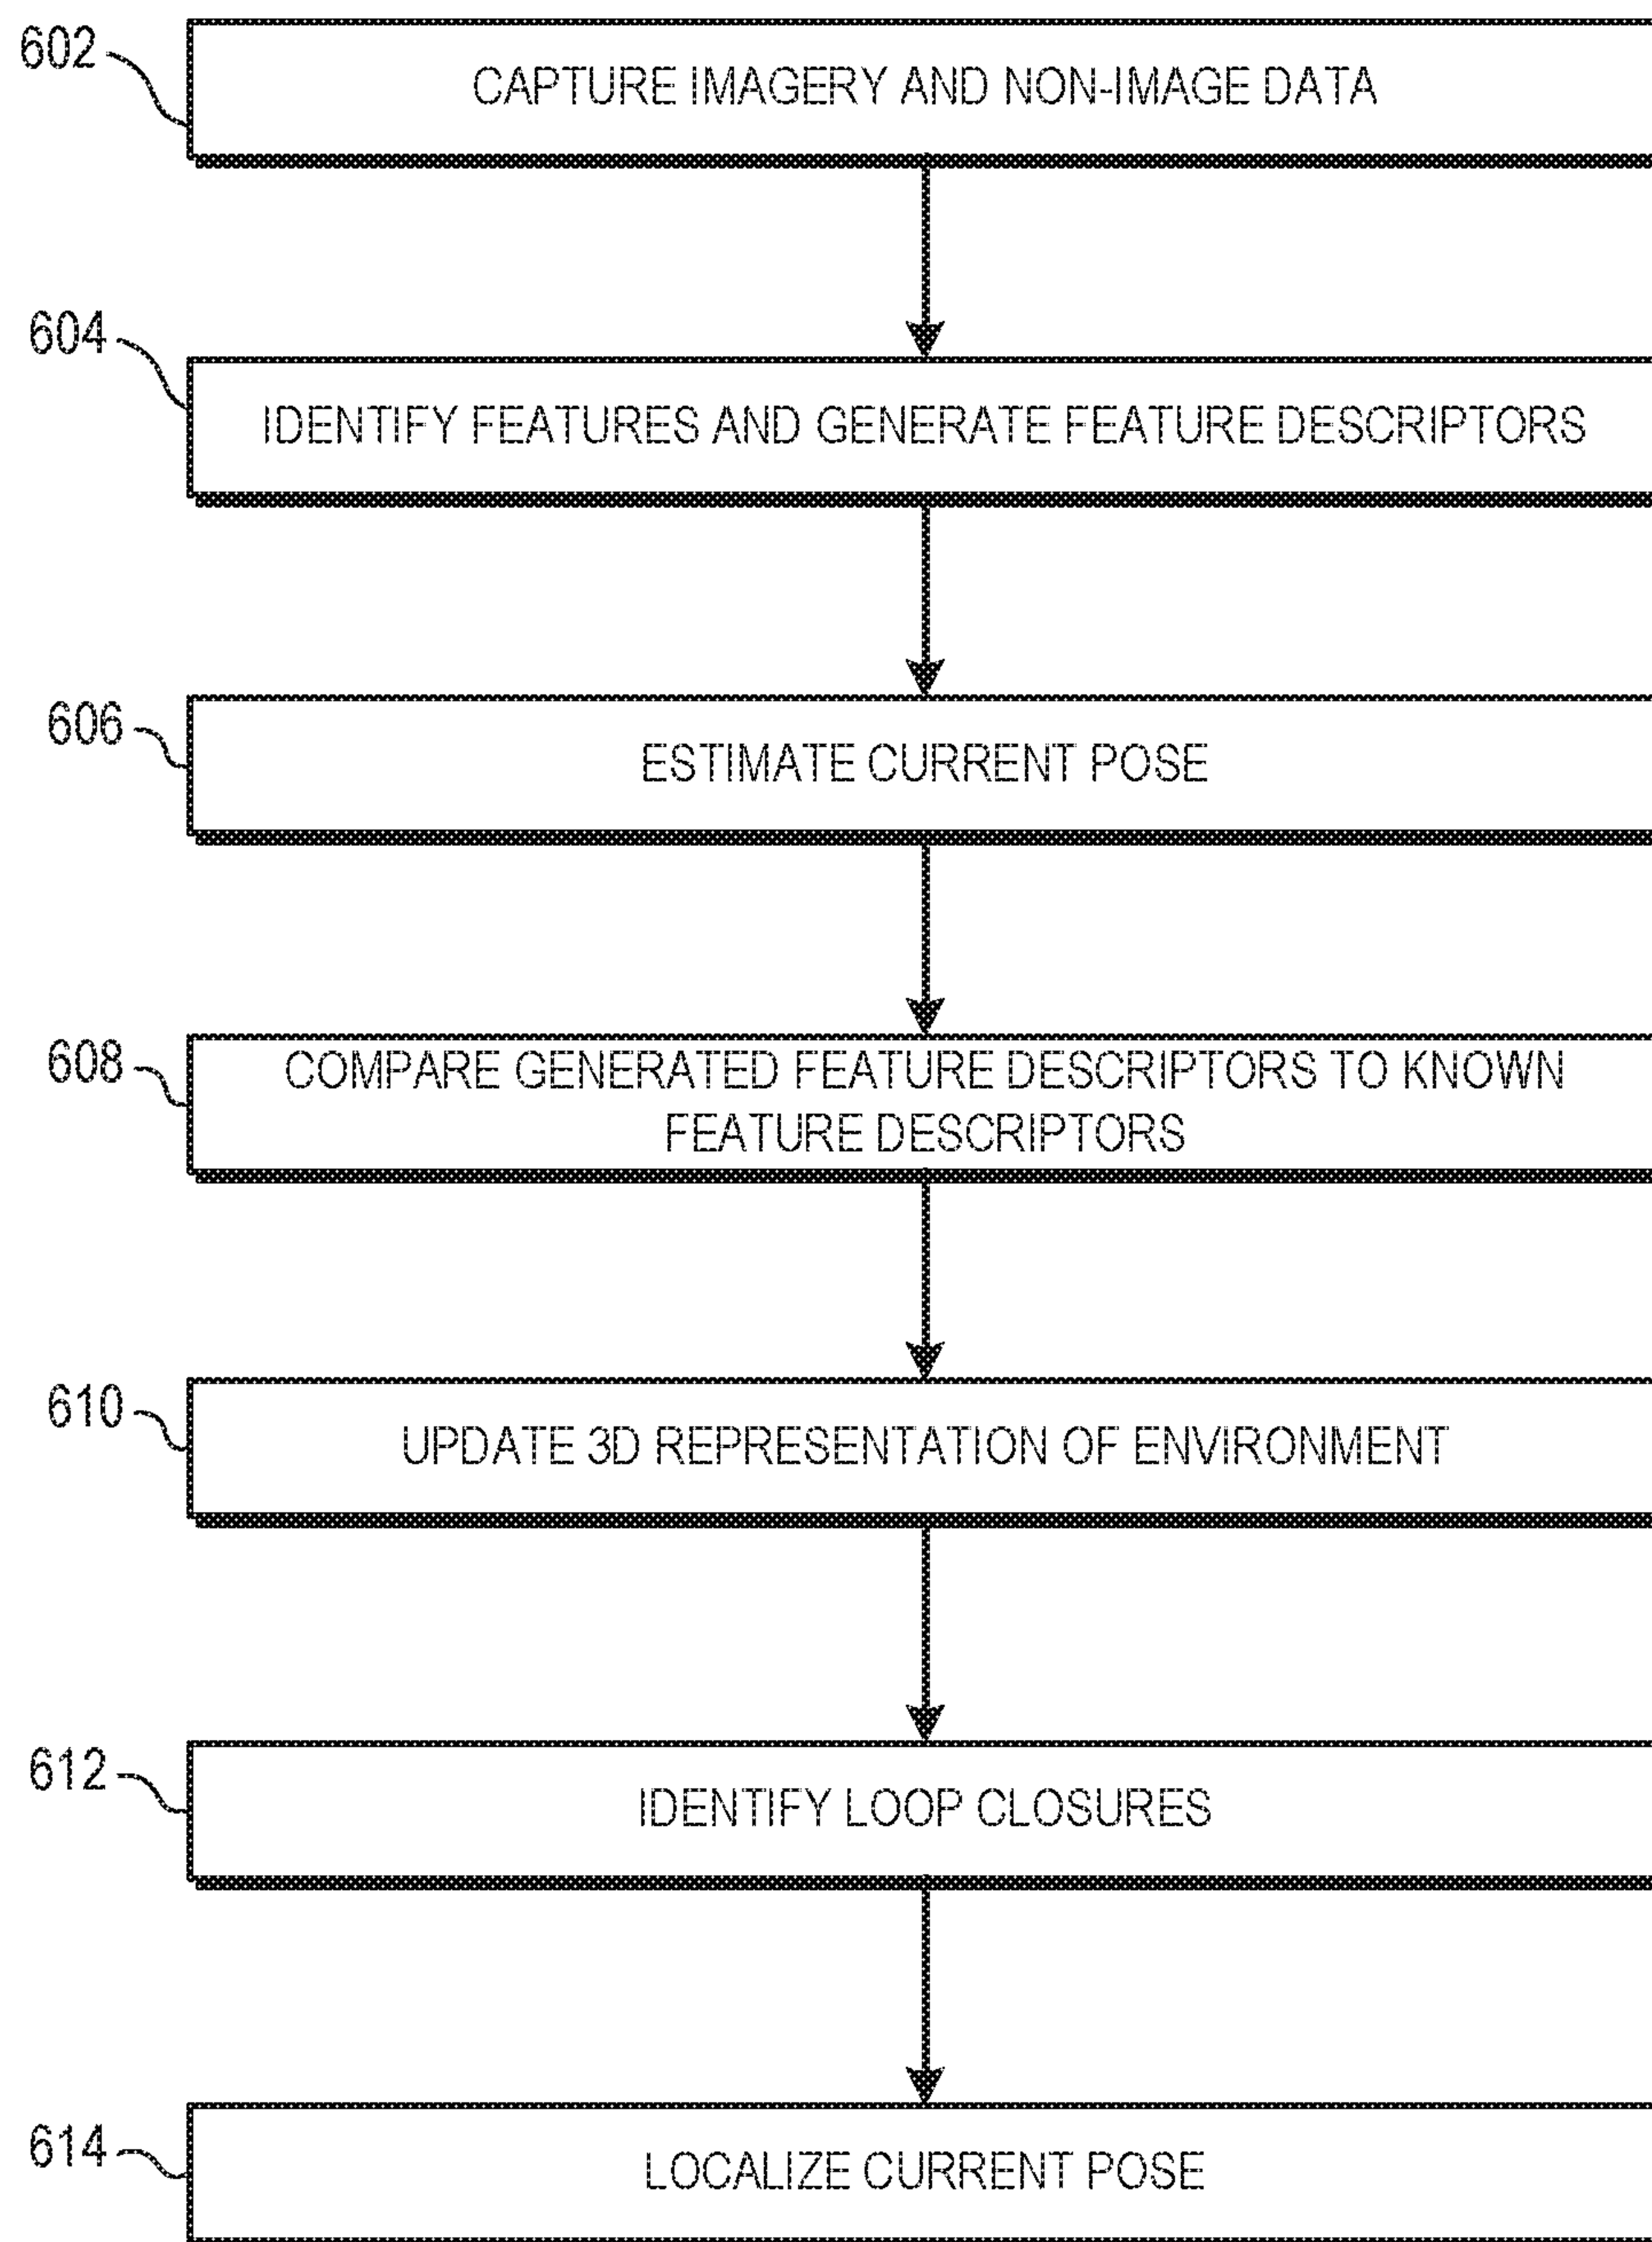 602
CAPTURE IMAGERY AND NON-IMAGE DATA
604
IDENTIFY FEATURES AND GENERATE FEATURE DESCRIPTORS
606
ESTIMATE CURRENT POSE
608
COMPARE GENERATED FEATURE DESCRIPTORS TO KNOWN
FEATURE DESCRIPTORS
610
UPDATE 3D REPRESENTATION OF ENVIRONMENT
612
IDENTIFY LOOP CLOSURES
614
LOCALIZE CURRENT POSE